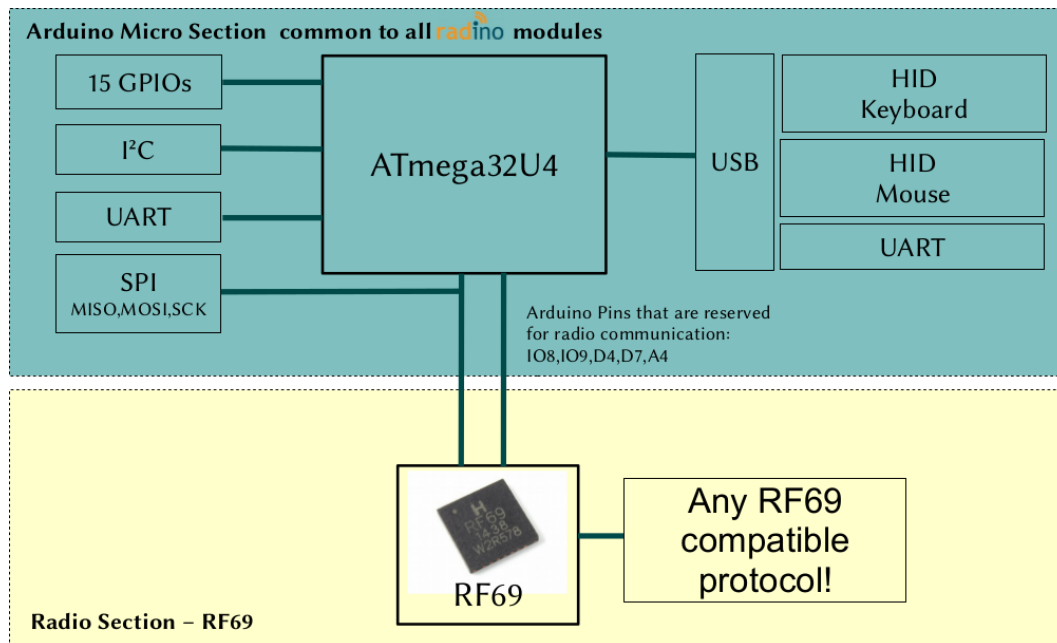 Arduino Micro Section common to all radino modules
15 GPIOs
I²C
UART
SPI
MISO,MOSI,SCK
ATmega32U4
USB
HID
Keyboard
HID
Mouse
UART
Arduino Pins that are reserved
for radio communication:
IO8,IO9,D4,D7,A4
H
RF69
1438
W2R578
RF69
Any RF69
compatible
protocol!
Radio Section – RF69